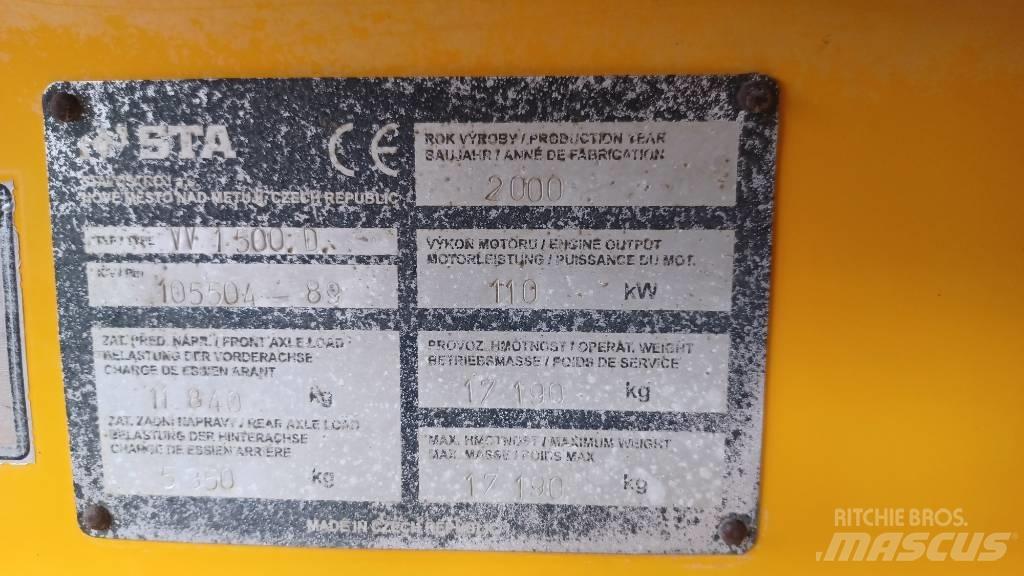 STA CE
NOVÉ MĚSTO NAD METUJÍ, CZECH REPUBLIC
TYP / TYPE VV 1500 D
105504 - 89
ZAT. PŘED. NÁPR. / FRONT AXLE LOAD
BELASTUNG DER VORDERACHSE
CHARGE DE ESSIEN ARANT
11 840 kg
ZAT. ZADNÍ NÁPRAVY / REAR AXLE LOAD
BELASTUNG DER HINTERACHSE
CHARGE DE ESSIEN ARRIÉRE
5 350 kg
ROK VÝROBY / PRODUCTION YEAR
BAUJAHR / ANNÉ DE FABRICATION
2000
VÝKON MOTORU / ENGINE OUTPUT
MOTORLEISTUNG / PUISSANCE DU MOT.
110 kW
PROVOZ. HMOTNOST / OPERAT. WEIGHT
BETRIEBSMASSE / POIDS DE SERVICE
17 190 kg
MAX. HMOTNOST / MAXIMUM WEIGHT
MAX. MASSE / POIDS MAX
17 190 kg
MADE IN CZECH REPUBLIC
RITCHIE BROS.
MASCUS